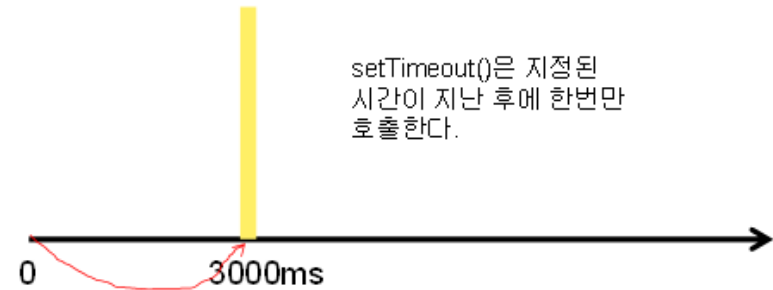 setTimeout()은 지정된
시간이 지난 후에 한번만
호출한다.
0
3000ms